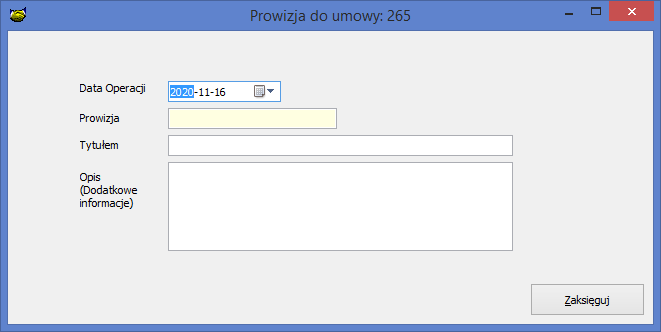 Prowizja do umowy: 265
Data Operacji
2020-11-16
Prowizja
Tytułem
Opis
(Dodatkowe
informacje)
Zaksięguj